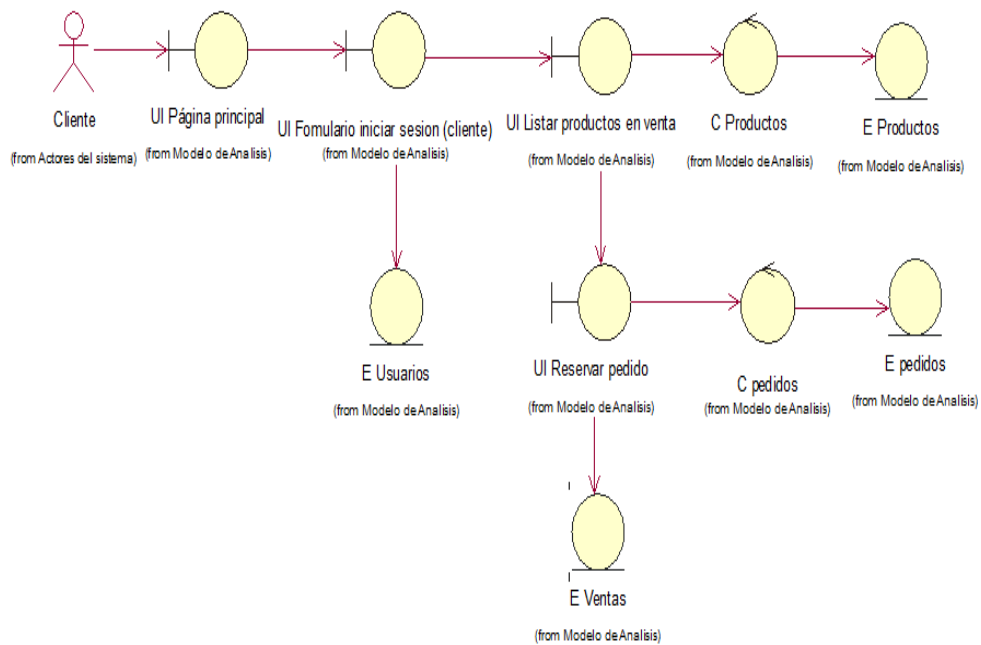 Cliente
(from Actores del sistema)
UI Página principal
(from Modelo de Analisis)
UI Fomulario iniciar sesion (cliente)
(from Modelo de Analisis)
UI Listar productos en venta
(from Modelo de Analisis)
C Productos
(from Modelo de Analisis)
E Productos
(from Modelo de Analisis)
E Usuarios
(from Modelo de Analisis)
UI Reservar pedido
(from Modelo de Analisis)
C pedidos
(from Modelo de Analisis)
E pedidos
(from Modelo de Analisis)
E Ventas
(from Modelo de Analisis)